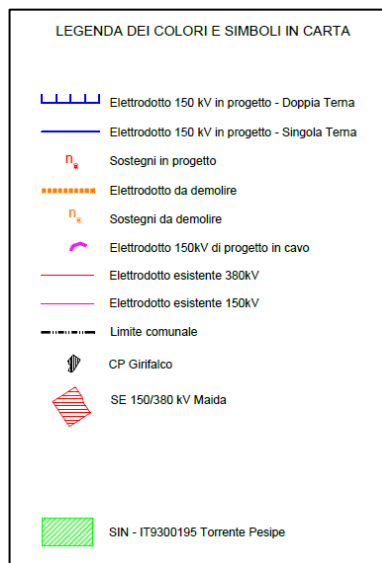 LEGENDA DEI COLORI E SIMBOLI IN CARTA
Elettrodotto 150 kV in progetto - Doppia Terna
Elettrodotto 150 kV in progetto - Singola Terna
n Sostegni in progetto
Elettrodotto da demolire
n Sostegni da demolire
Elettrodotto 150kV di progetto in cavo
Elettrodotto esistente 380kV
Elettrodotto esistente 150kV
Limite comunale
CP Girifalco
SE 150/380 kV Maida
SIN - IT9300195 Torrente Pesipe